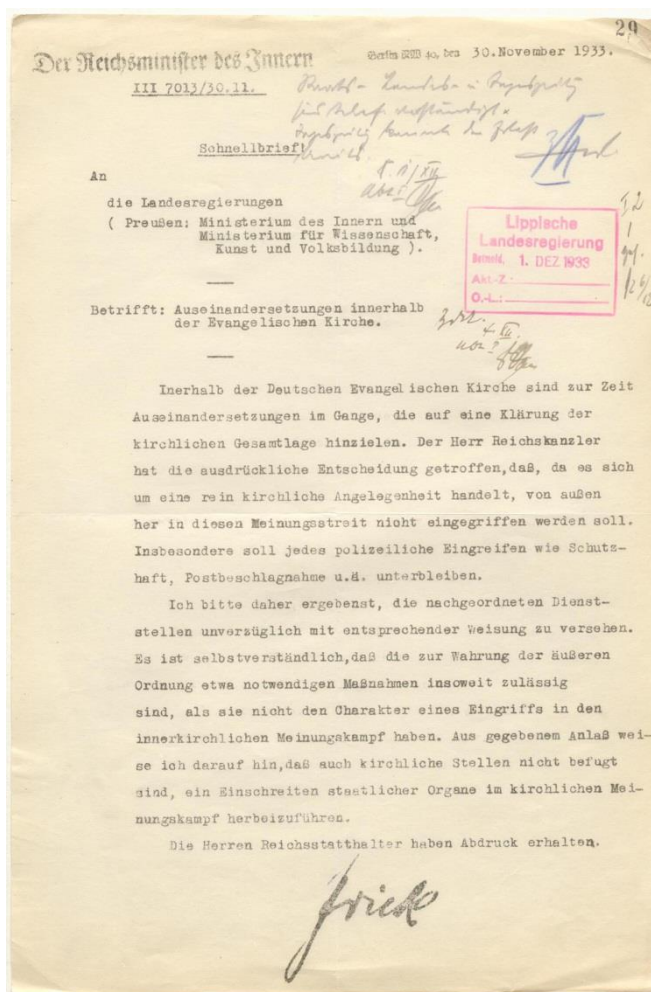 29
Der Reichsminister des Innern
Berlin NW 40, den 30.November 1933.
III 7013/30.11.
Schnellbrief!
An
die Landesregierungen
( Preußen: Ministerium des Innern und
Ministerium für Wissenschaft,
Kunst und Volksbildung ).
Lippische
Landesregierung
Detmold, 1. DEZ 1933
Akt.-Z.
O.-L.:
Betrifft: Auseinandersetzungen innerhalb
der Evangelischen Kirche.
Inerhalb der Deutschen Evangelischen Kirche sind zur Zeit
Auseinandersetzungen im Gange, die auf eine Klärung der
kirchlichen Gesamtlage hinzielen. Der Herr Reichskanzler
hat die ausdrückliche Entscheidung getroffen,daß, da es sich
um eine rein kirchliche Angelegenheit handelt, von außen
her in diesen Meinungsstreit nicht eingegriffen werden soll.
Insbesondere soll jedes polizeiliche Eingreifen wie Schutz-
haft, Postbeschlagnahme u.ä. unterbleiben.
Ich bitte daher ergebenst, die nachgeordneten Dienst-
stellen unverzüglich mit entsprechender Weisung zu versehen.
Es ist selbstverständlich,daß die zur Wahrung der äußeren
Ordnung etwa notwendigen Maßnahmen insoweit zulässig
sind, als sie nicht den Charakter eines Eingriffs in den
innerkirchlichen Meinungskampf haben. Aus gegebenem Anlaß wei-
se ich darauf hin,daß auch kirchliche Stellen nicht befugt
sind, ein Einschreiten staatlicher Organe im kirchlichen Mei-
nungskampf herbeizuführen.
Die Herren Reichsstatthalter haben Abdruck erhalten.
Frick